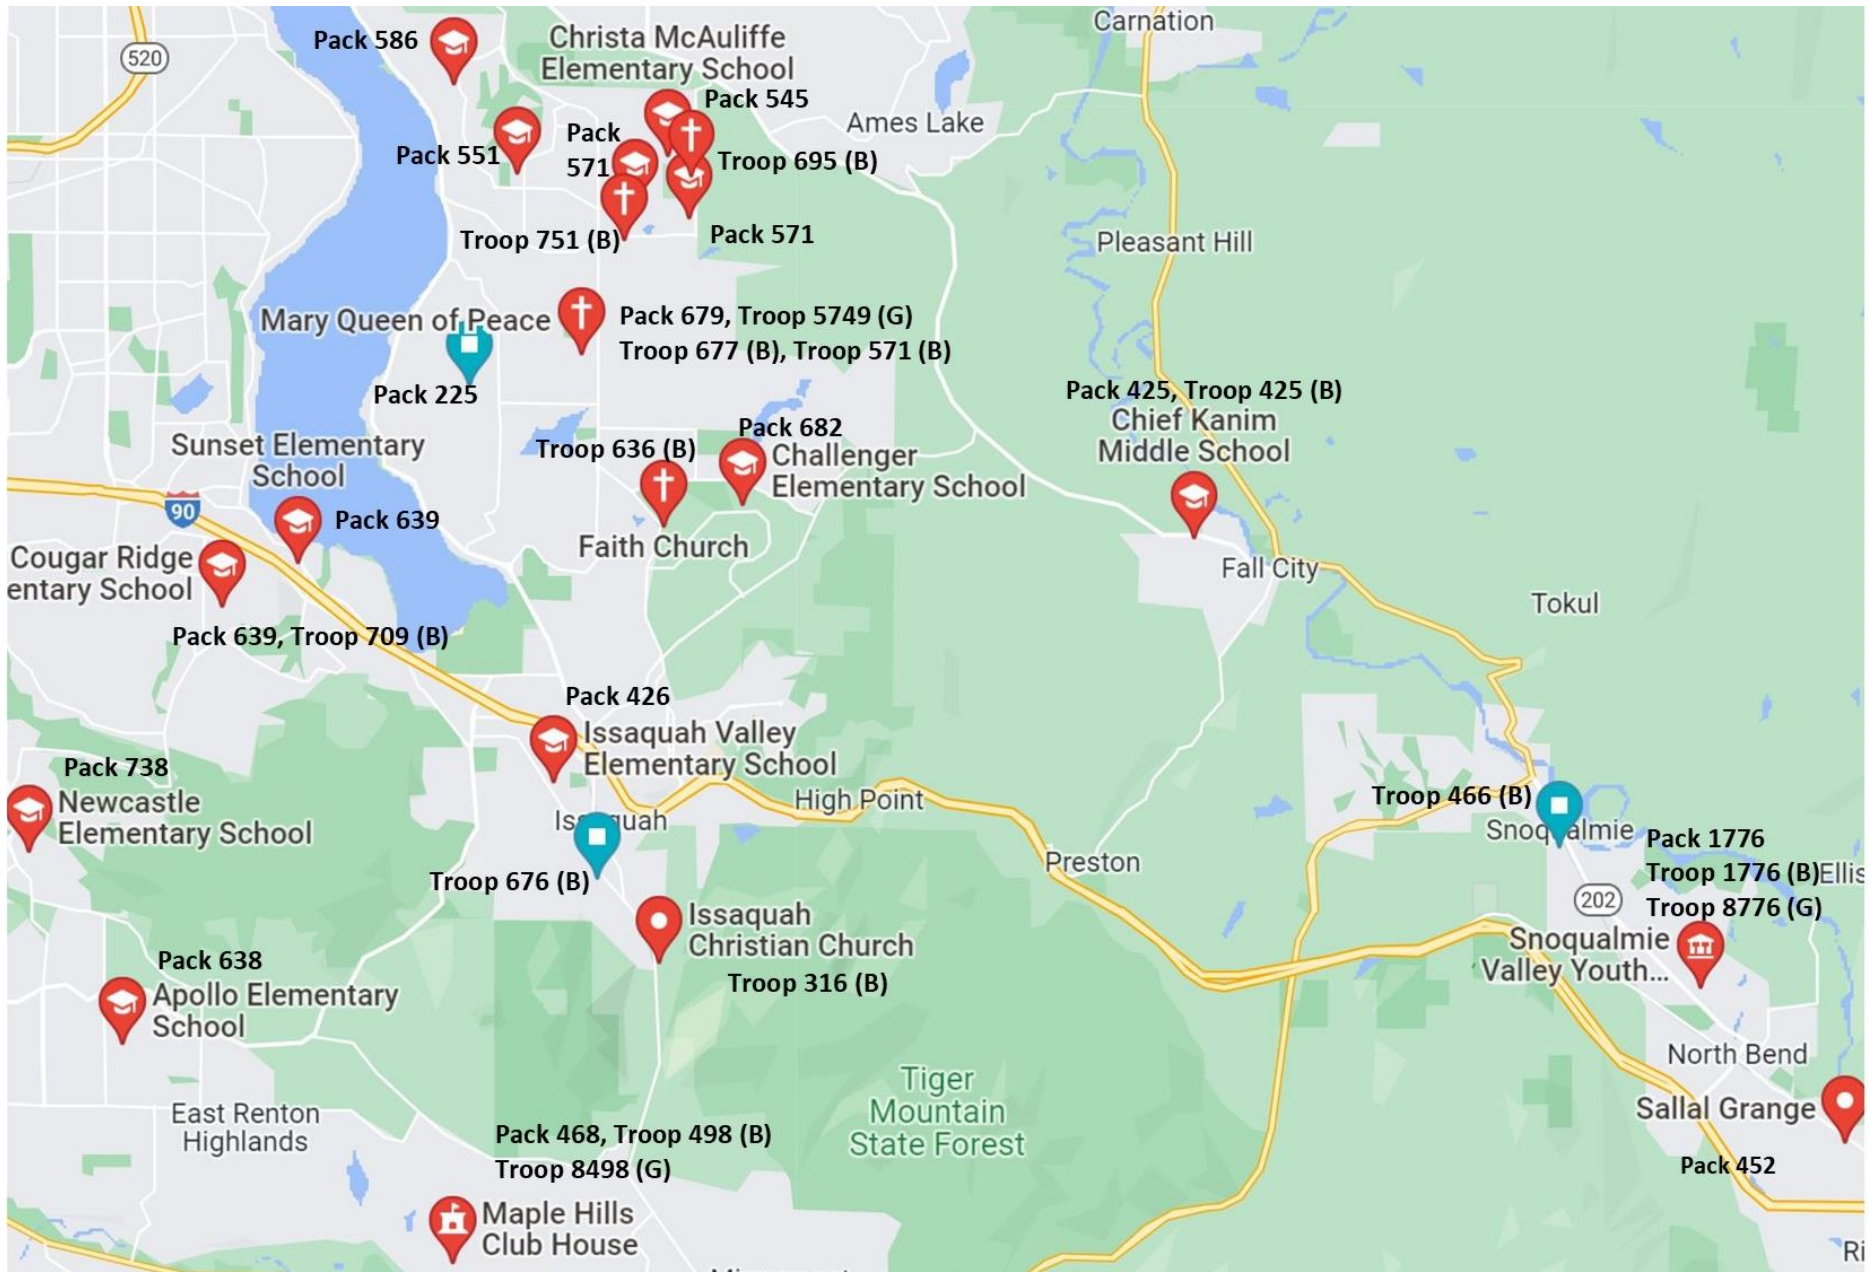 Carnation
Pack 586
Christa McAuliffe
Elementary School
520
Pack 545
Ames Lake
Pack
571
Pack 551
Troop 695 (B)
Troop 751 (B)
Pack 571
Pleasant Hill
Mary Queen of Peace
Pack 679, Troop 5749 (G)
Troop 677 (B), Troop 571 (B)
Pack 225
Pack 425, Troop 425 (B)
Chief Kanim
Middle School
Sunset Elementary
School
Troop 636 (B)
Pack 682
Challenger
Elementary School
90
Pack 639
Faith Church
Cougar Ridge
entary School
Fall City
Tokul
Pack 639, Troop 709 (B)
Pack 426
Issaquah Valley
Elementary School
Pack 738
Newcastle
Elementary School
High Point
Issaquah
Troop 466 (B)
Snoqualmie
Pack 1776
Troop 1776 (B)
Ellis
Troop 8776 (G)
202
Preston
Troop 676 (B)
Issaquah
Christian Church
Troop 316 (B)
Snoqualmie
Valley Youth...
Pack 638
Apollo Elementary
School
North Bend
Sallal Grange
Pack 452
Tiger
Mountain
State Forest
East Renton
Highlands
Pack 468, Troop 498 (B)
Troop 8498 (G)
Maple Hills
Club House
Ri